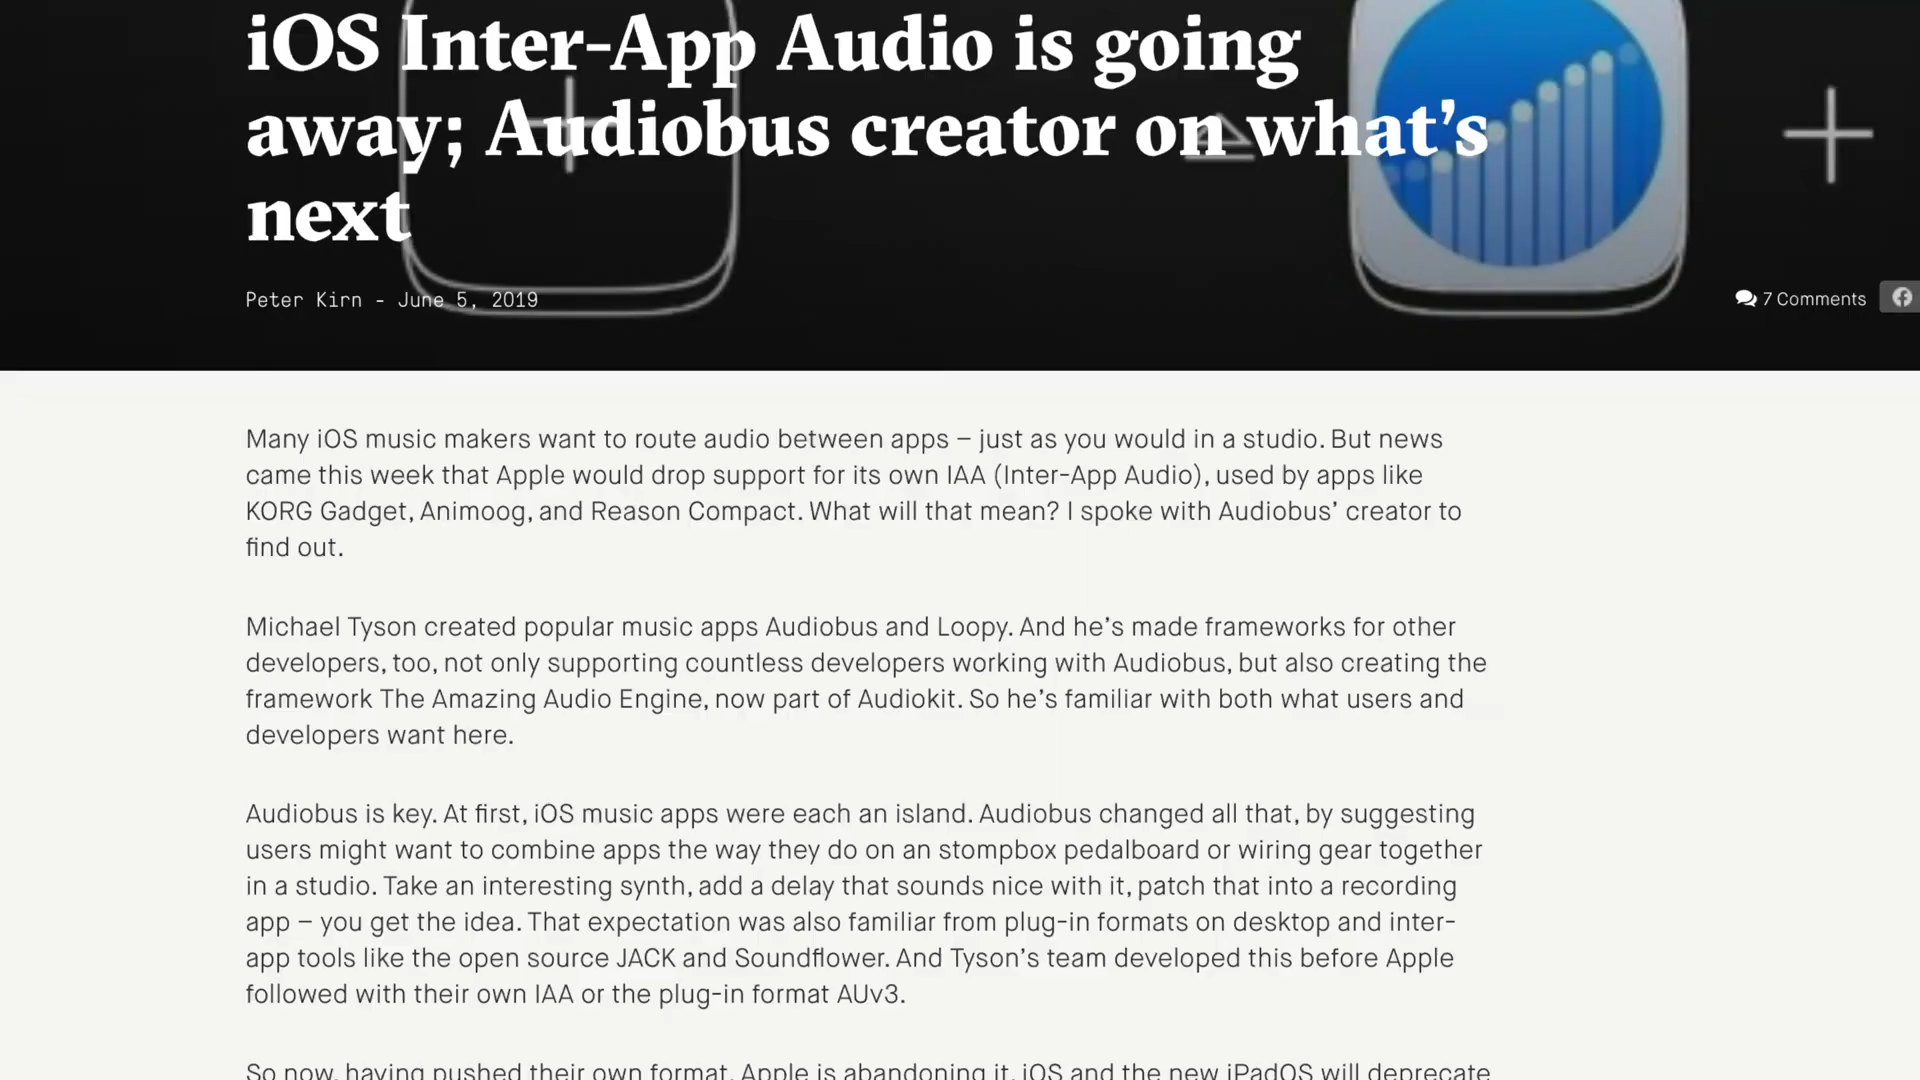 iOS Inter-App Audio is going
away; Audiobus creator on what's
next
Peter Kirn - June 5, 2019
7 Comments
Many iOS music makers want to route audio between apps – just as you would in a studio. But news
came this week that Apple would drop support for its own IAA (Inter-App Audio), used by apps like
KORG Gadget, Animoog, and Reason Compact. What will that mean? I spoke with Audiobus' creator to
find out.
Michael Tyson created popular music apps Audiobus and Loopy. And he's made frameworks for other
developers, too, not only supporting countless developers working with Audiobus, but also creating the
framework The Amazing Audio Engine, now part of Audiokit. So he's familiar with both what users and
developers want here.
Audiobus is key. At first, iOS music apps were each an island. Audiobus changed all that, by suggesting
users might want to combine apps the way they do on an stompbox pedalboard or wiring gear together
in a studio. Take an interesting synth, add a delay that sounds nice with it, patch that into a recording
app – you get the idea. That expectation was also familiar from plug-in formats on desktop and inter-
app tools like the open source JACK and Soundflower. And Tyson's team developed this before Apple
followed with their own IAA or the plug-in format AUv3.
So now, having pushed their own format, Apple is abandoning it. iOS and the new iPadOS will deprecate